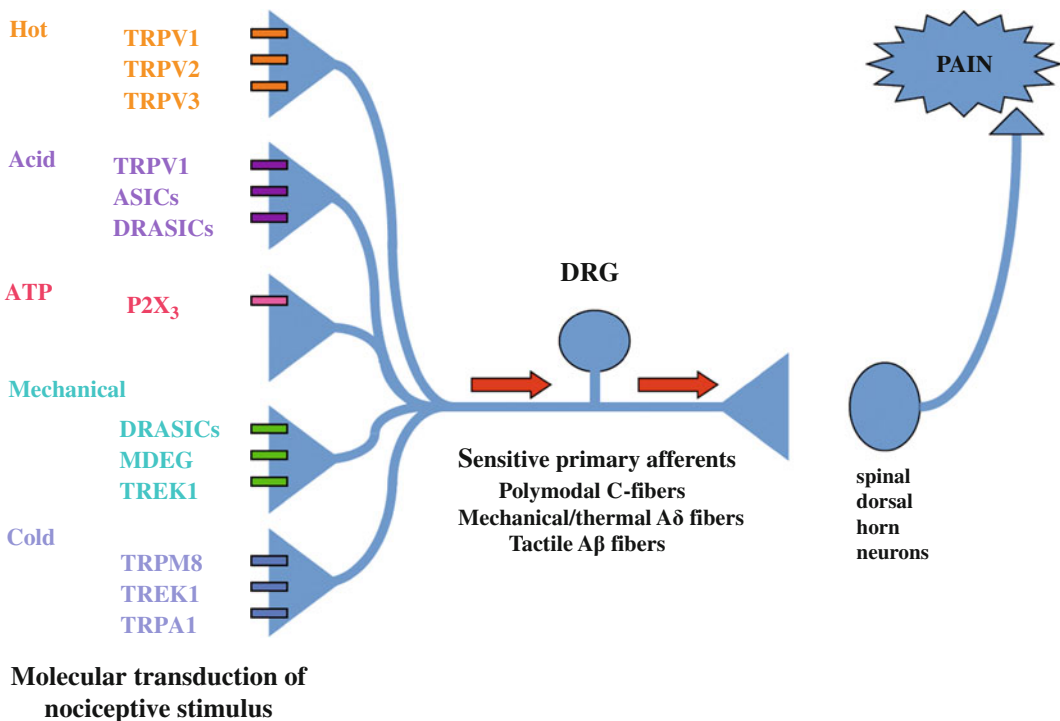 Hot
TRPV1
TRPV2
TRPV3
Acid
TRPV1
ASICs
DRASICs
ATP
P2X₃
Mechanical
DRASICs
MDEG
TREK1
Cold
TRPM8
TREK1
TRPA1
Molecular transduction of
nociceptive stimulus
DRG
Sensitive primary afferents
Polymodal C-fibers
Mechanical/thermal Aδ fibers
Tactile Aβ fibers
PAIN
spinal
dorsal
horn
neurons